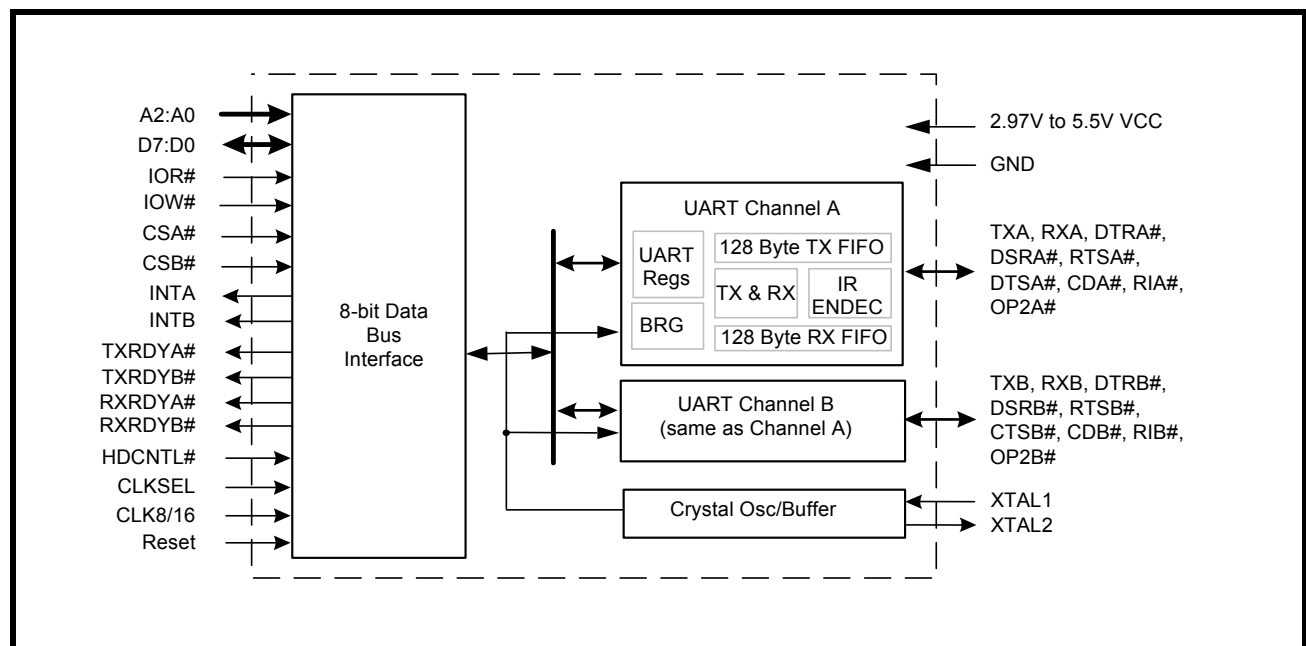 A2:A0
D7:D0
IOR#
IOW#
CSA#
CSB#
INTA
INTB
TXRDYA#
TXRDYB#
RXRDYA#
RXRDYB#
HDCNTL#
CLKSEL
CLK8/16
Reset
8-bit Data
Bus
Interface
UART Channel A
UART
Regs
BRG
128 Byte TX FIFO
TX & RX
IR
ENDEC
128 Byte RX FIFO
UART Channel B
(same as Channel A)
Crystal Osc/Buffer
2.97V to 5.5V VCC
GND
TXA, RXA, DTRA#,
DSRA#, RTSA#,
DTSA#, CDA#, RIA#,
OP2A#
TXB, RXB, DTRB#,
DSRB#, RTSB#,
CTSB#, CDB#, RIB#,
OP2B#
XTAL1
XTAL2